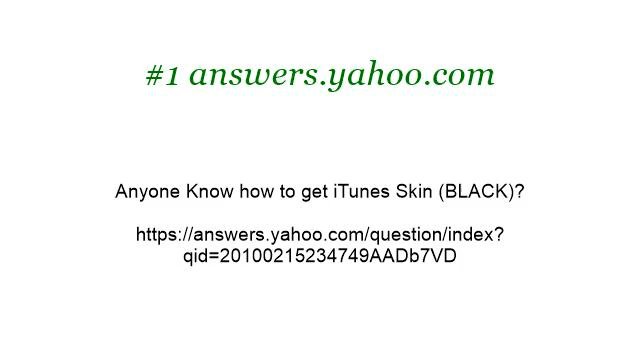 #1 answers.yahoo.com
Anyone Know how to get iTunes Skin (BLACK)?
https://answers.yahoo.com/question/index?
qid=20100215234749AADb7VD